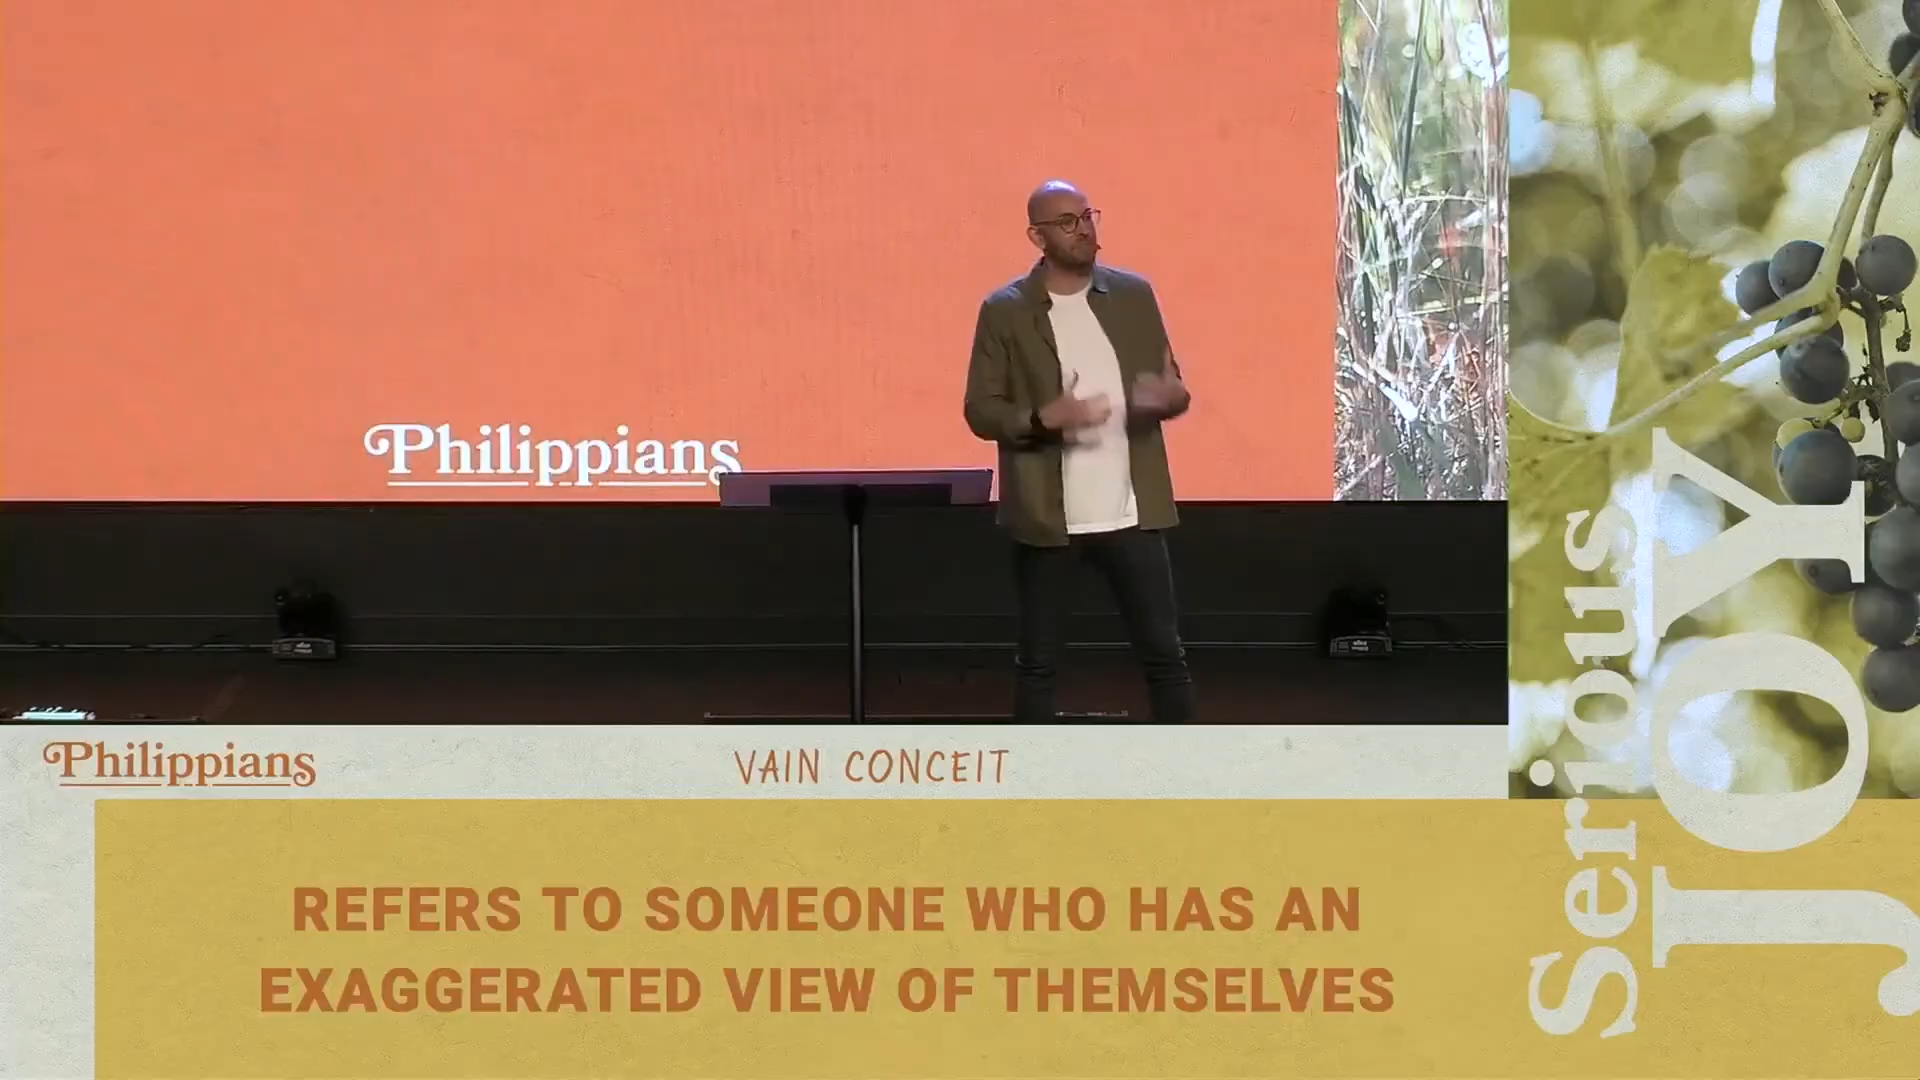 Philippians
Philippians
VAIN CONCEIT
REFERS TO SOMEONE WHO HAS AN
EXAGGERATED VIEW OF THEMSELVES
Serious
JOY